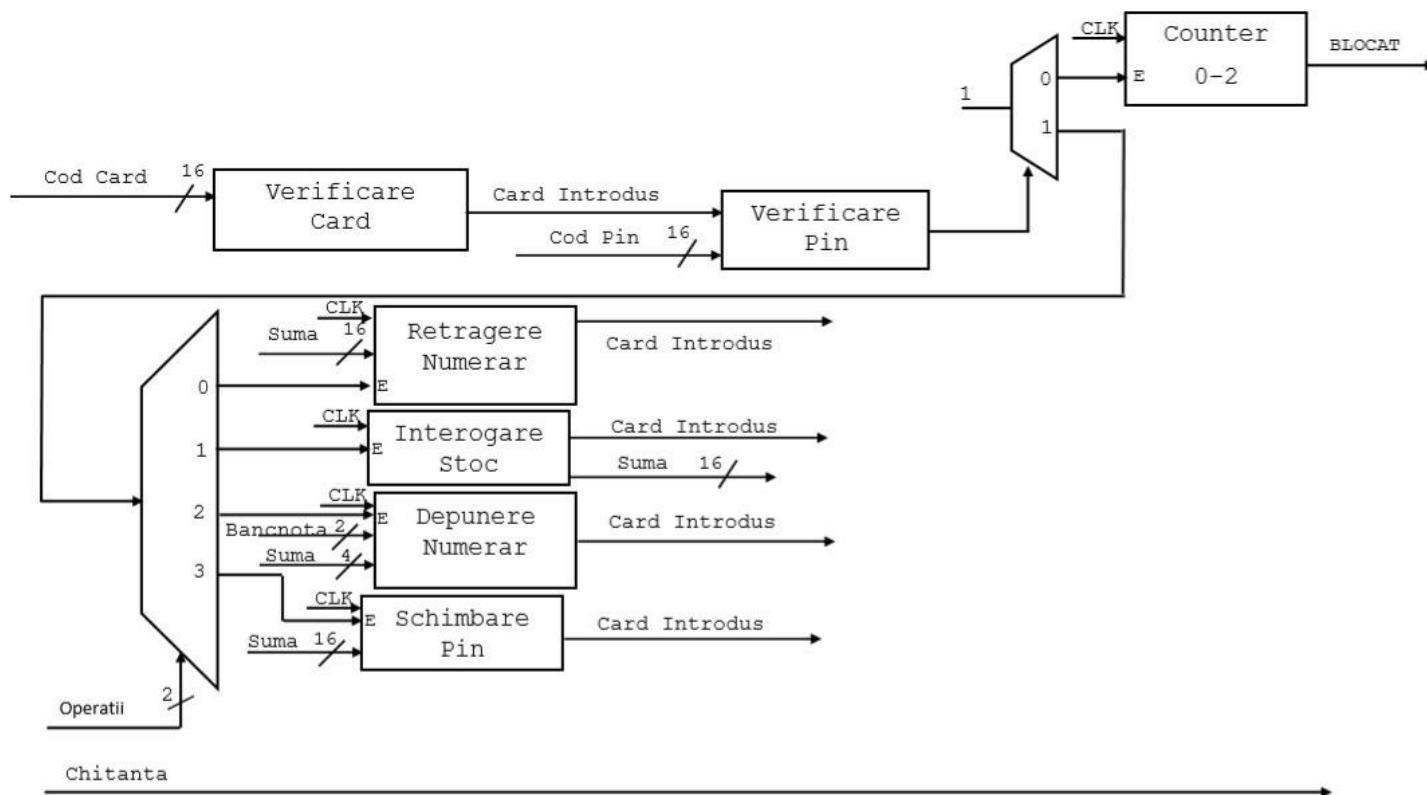 CLK
Counter
0-2
E
BLOCAT
0
1
1
Cod Card
16
Verificare
Card
Card Introdus
Cod Pin
16
Verificare
Pin
CLK
Suma
16
Retragere
Numerar
E
Card Introdus
0
CLK
Interogare
Stoc
E
Card Introdus
Suma 16
1
CLK
Depunere
Numerar
E
Bancnota 2
Suma 4
Card Introdus
2
3
CLK
Schimbare
Pin
E
Suma 16
Card Introdus
2
Operatii
Chitanta